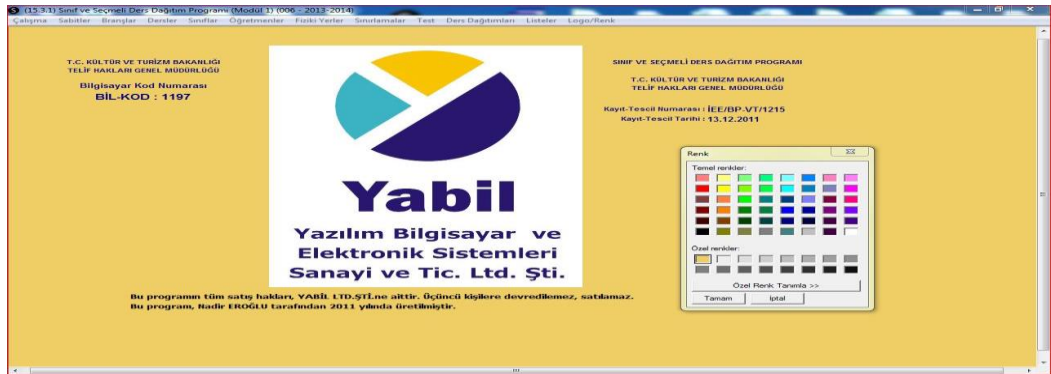 (15.3.1) Sınıf ve Seçmeli Ders Dağıtım Programı (Modül 1) (006 - 2013-2014)
Çalışma Sabitler Branşlar Dersler Sınıflar Öğretmenler Fiziki Yerler Sınırlamalar Test Ders Dağıtımları Listeler Logo/Renk
T.C. KÜLTÜR VE TURİZM BAKANLIĞI
TELİF HAKLARI GENEL MÜDÜRLÜĞÜ
Bilgisayar Kod Numarası
BİL-KOD : 1197
Yabil
Yazılım Bilgisayar ve
Elektronik Sistemleri
Sanayi ve Tic. Ltd. Şti.
SINIF VE SEÇMELİ DERS DAĞITIM PROGRAMI
T.C. KÜLTÜR VE TURİZM BAKANLIĞI
TELİF HAKLARI GENEL MÜDÜRLÜĞÜ
Kayıt-Tescil Numarası : İEE/BP-VT/1215
Kayıt-Tescil Tarihi : 13.12.2011
Renk
Temel renkler:
Özel renkler:
Özel Renk Tanımla >>
Tamam İptal
Bu programın tüm satış hakları, YABİL LTD.ŞTİ.ne aittir. Üçüncü kişilere devredilemez, satılamaz.
Bu program, Nadir EROĞLU tarafından 2011 yılında üretilmiştir.